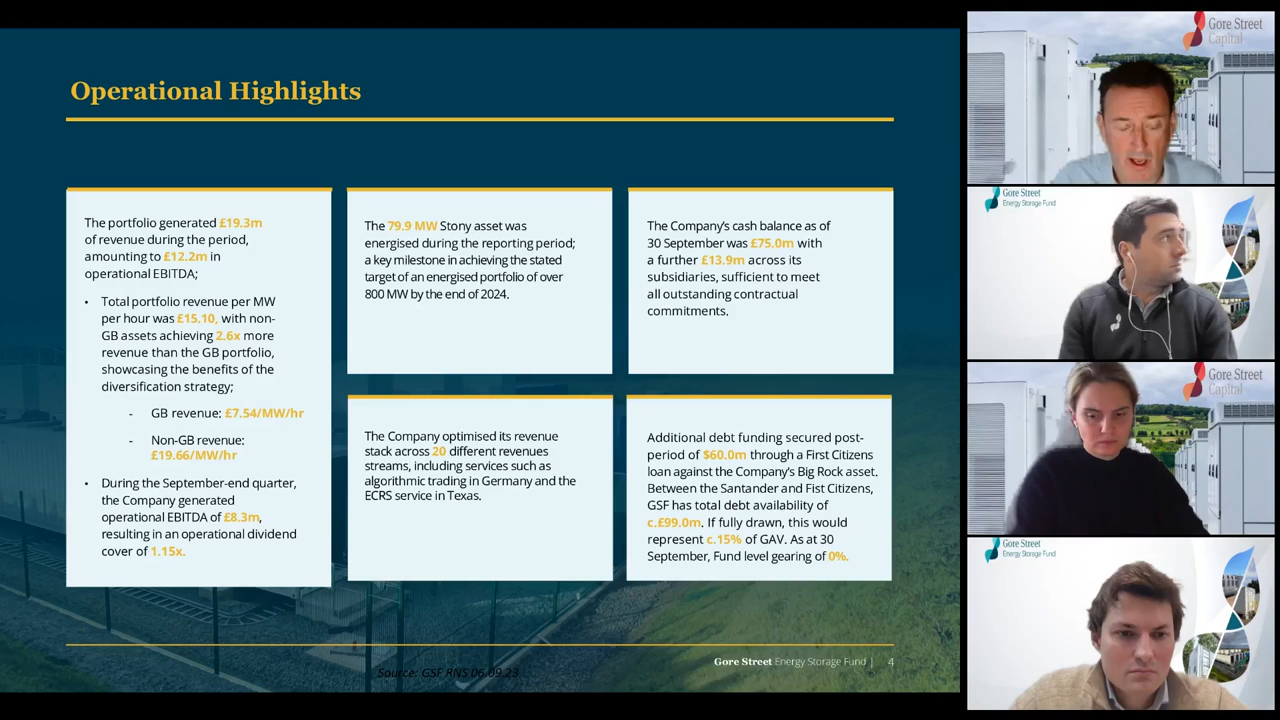 Operational Highlights
The portfolio generated £19.3m
of revenue during the period,
amounting to £12.2m in
operational EBITDA;
• Total portfolio revenue per MW
per hour was £15.10, with non-
GB assets achieving 2.6x more
revenue than the GB portfolio,
showcasing the benefits of the
diversification strategy;
- GB revenue: £7.54/MW/hr
- Non-GB revenue:
£19.66/MW/hr
• During the September-end quarter,
the Company generated
operational EBITDA of £8.3m,
resulting in an operational dividend
cover of 1.15x.
The 79.9 MW Stony asset was
energised during the reporting period;
a key milestone in achieving the stated
target of an energised portfolio of over
800 MW by the end of 2024.
The Company's cash balance as of
30 September was £75.0m with
a further £13.9m across its
subsidiaries, sufficient to meet
all outstanding contractual
commitments.
The Company optimised its revenue
stack across 20 different revenues
streams, including services such as
algorithmic trading in Germany and the
ECRS service in Texas.
Additional debt funding secured post-
period of $60.0m through a First Citizens
loan against the Company's Big Rock asset.
Between the Santander and Fist Citizens,
GSF has total debt availability of
c.£99.0m. If fully drawn, this would
represent c.15% of GAV. As at 30
September, Fund level gearing of 0%.
Source: GSF RNS 06.09.23
Gore Street Energy Storage Fund | 4
Gore Street
Capital
Gore Street
Energy Storage Fund
Gore Street
Capital
Gore Street
Energy Storage Fund